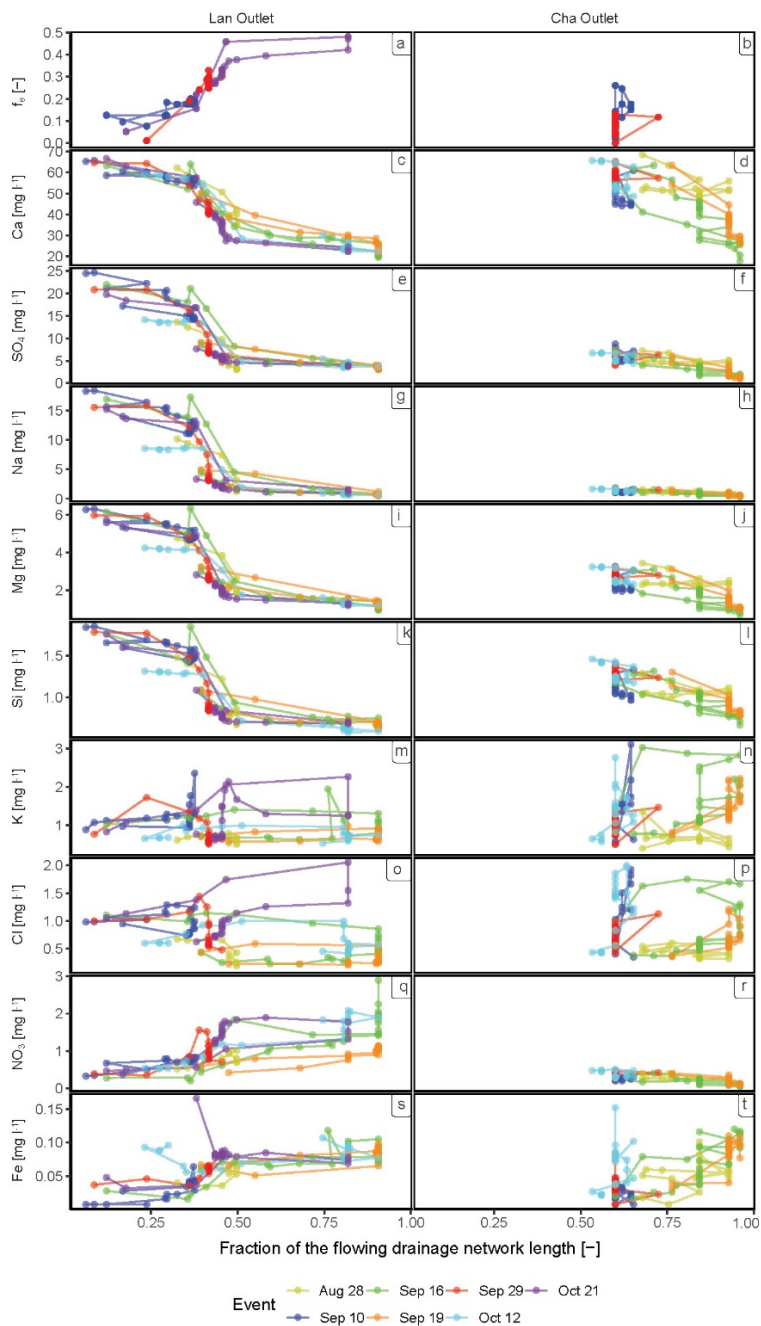 Lan Outlet
Cha Outlet
a
b
fₑ [−]
0.5
0.4
0.3
0.2
0.1
0.0
c
d
Ca [mg l⁻¹]
70
60
50
40
30
20
e
f
SO₄ [mg l⁻¹]
25
20
15
10
5
0
g
h
Na [mg l⁻¹]
15
10
5
0
i
j
Mg [mg l⁻¹]
6
4
2
k
l
Si [mg l⁻¹]
1.5
1.0
m
n
K [mg l⁻¹]
3
2
1
o
p
Cl [mg l⁻¹]
2.0
1.5
1.0
0.5
q
r
NO₃ [mg l⁻¹]
3
2
1
0
s
t
Fe [mg l⁻¹]
0.15
0.10
0.05
0.25 0.50 0.75 1.00 0.25 0.50 0.75 1.00
Fraction of the flowing drainage network length [−]
Event
Aug 28 Sep 16 Sep 29 Oct 21
Sep 10 Sep 19 Oct 12